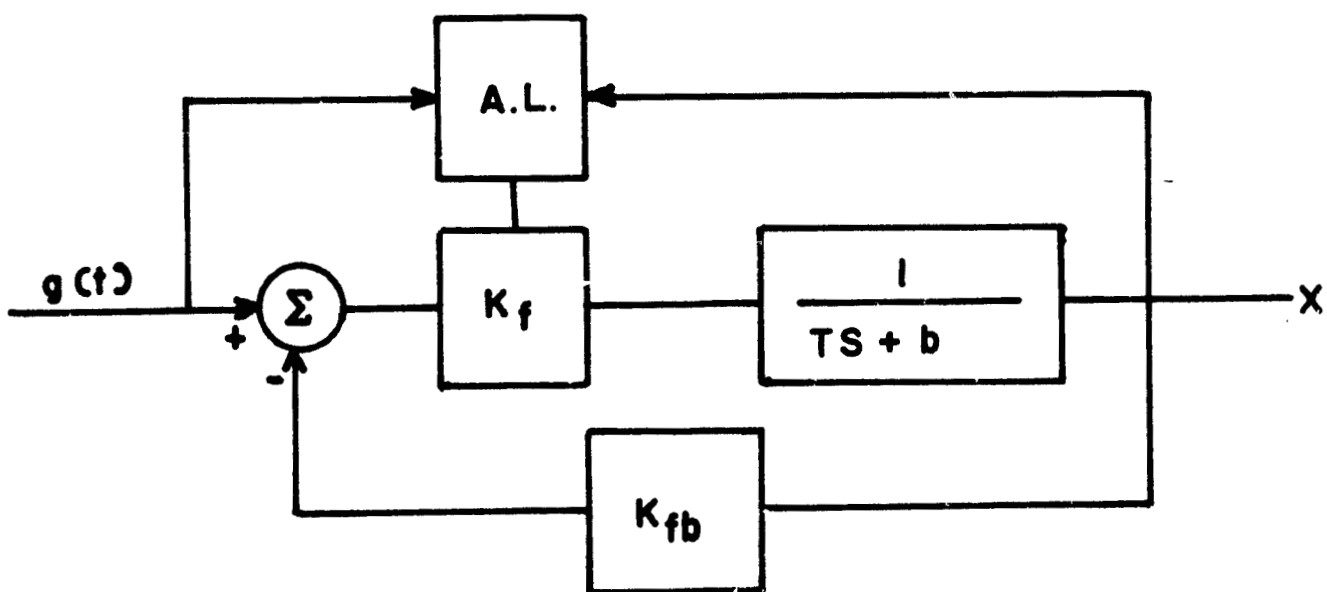 A.L.
g(t)
+
Σ
-
K_f
1
TS + b
X
K_fb